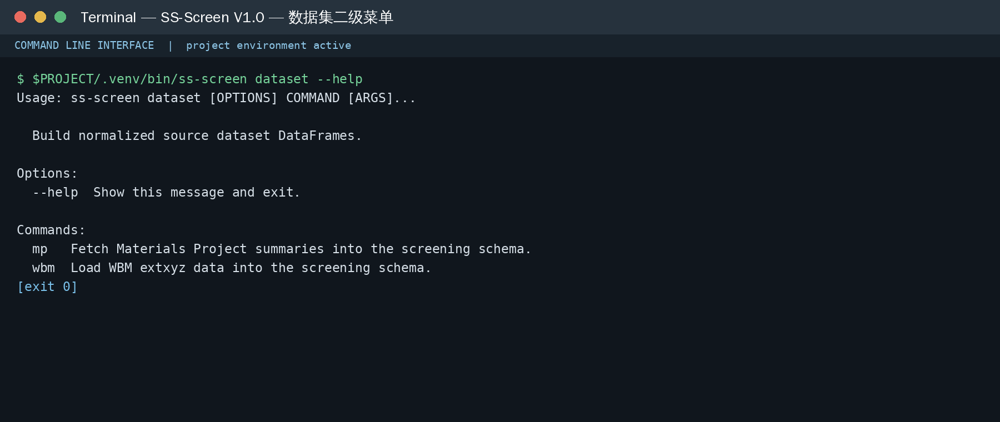 Terminal — SS-Screen V1.0 — 数据集二级菜单
COMMAND LINE INTERFACE | project environment active
$ $PROJECT/.venv/bin/ss-screen dataset --help
Usage: ss-screen dataset [OPTIONS] COMMAND [ARGS]...
Build normalized source dataset DataFrames.
Options:
--help  Show this message and exit.
Commands:
mp   Fetch Materials Project summaries into the screening schema.
wbm  Load WBM extxyz data into the screening schema.
[exit 0]